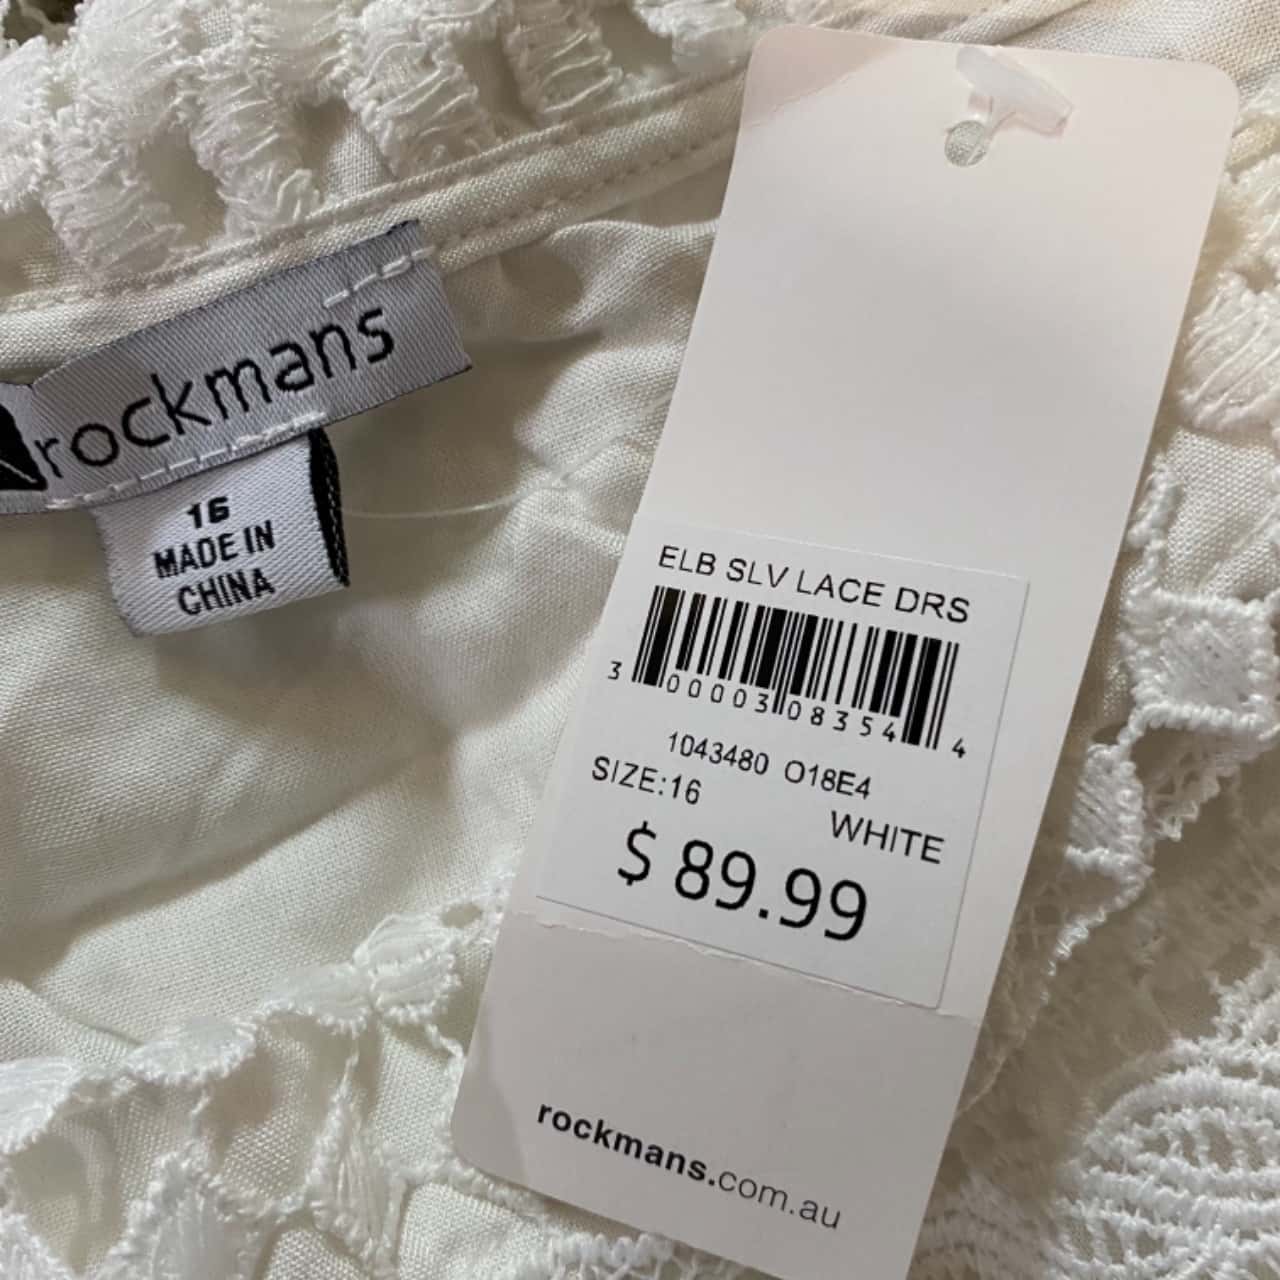 rockmans
16
MADE IN
CHINA
ELB SLV LACE DRS
3 00003 08354 4
1043480 O18E4
SIZE:16
WHITE
$ 89.99
rockmans.com.au